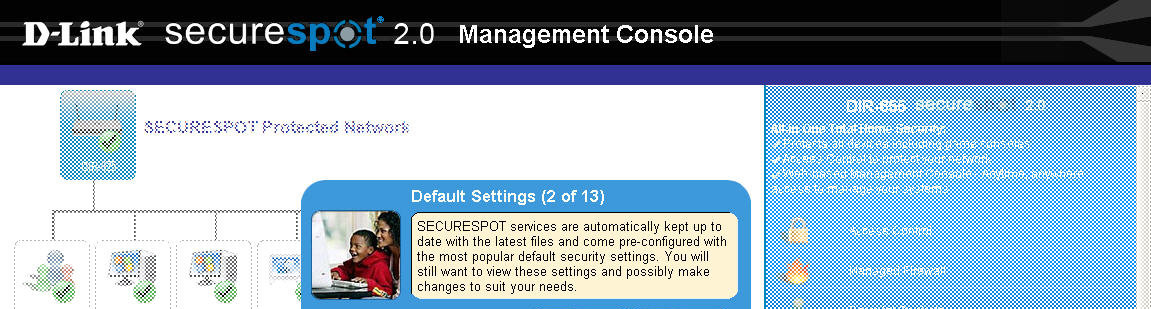 D-Link® securespot® 2.0 Management Console
SECURESPOT Protected Network
Default Settings (2 of 13)
SECURESPOT services are automatically kept up to
date with the latest files and come pre-configured with
the most popular default security settings. You will
still want to view these settings and possibly make
changes to suit your needs.
DIR-655 secure 2.0
All-in-One Total Home Security:
Protects all devices including game consoles
Access Control to protect your network
Web-based Management Console - Anytime, anywhere
access to manage your systems
Access Control
Managed Firewall